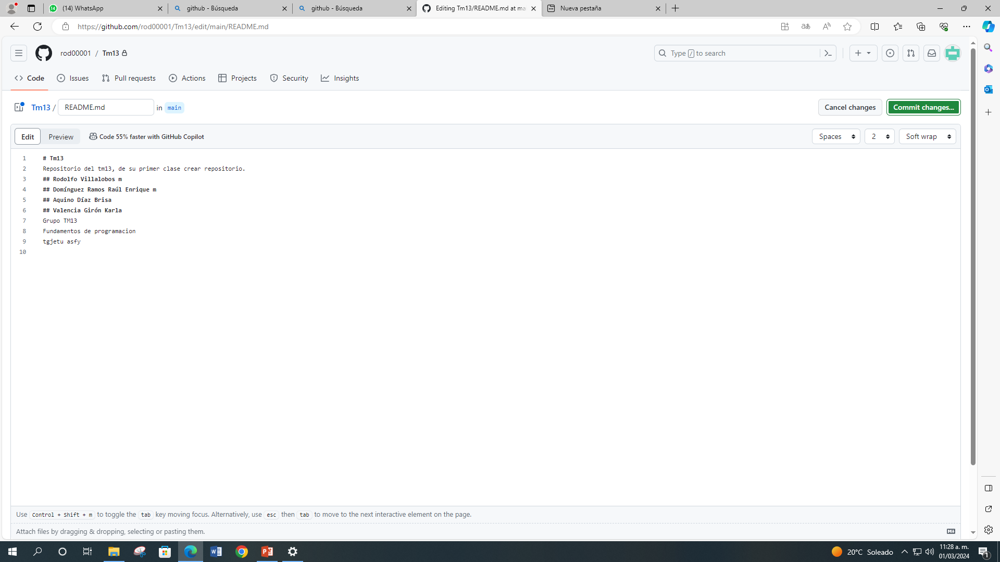 (14) WhatsApp
github - Búsqueda
github - Búsqueda
Editing Tm13/README.md at ma
Nueva pestaña
https://github.com/rod00001/Tm13/edit/main/README.md
rod00001 / Tm13
Type / to search
Code
Issues
Pull requests
Actions
Projects
Security
Insights
Tm13 / README.md in main
Cancel changes
Commit changes...
Edit
Preview
Code 55% faster with GitHub Copilot
Spaces
2
Soft wrap
1 # Tm13
2 Repositorio del tm13, de su primer clase crear repositorio.
3 ## Rodolfo Villalobos m
4 ## Domínguez Ramos Raúl Enrique m
5 ## Aquino Díaz Brisa
6 ## Valencia Girón Karla
7 Grupo TM13
8 Fundamentos de programacion
9 tgjetu asfy
10
Use Control + Shift + m to toggle the tab key moving focus. Alternatively, use esc then tab to move to the next interactive element on the page.
Attach files by dragging & dropping, selecting or pasting them.
20°C Soleado
11:28 a. m.
01/03/2024
1